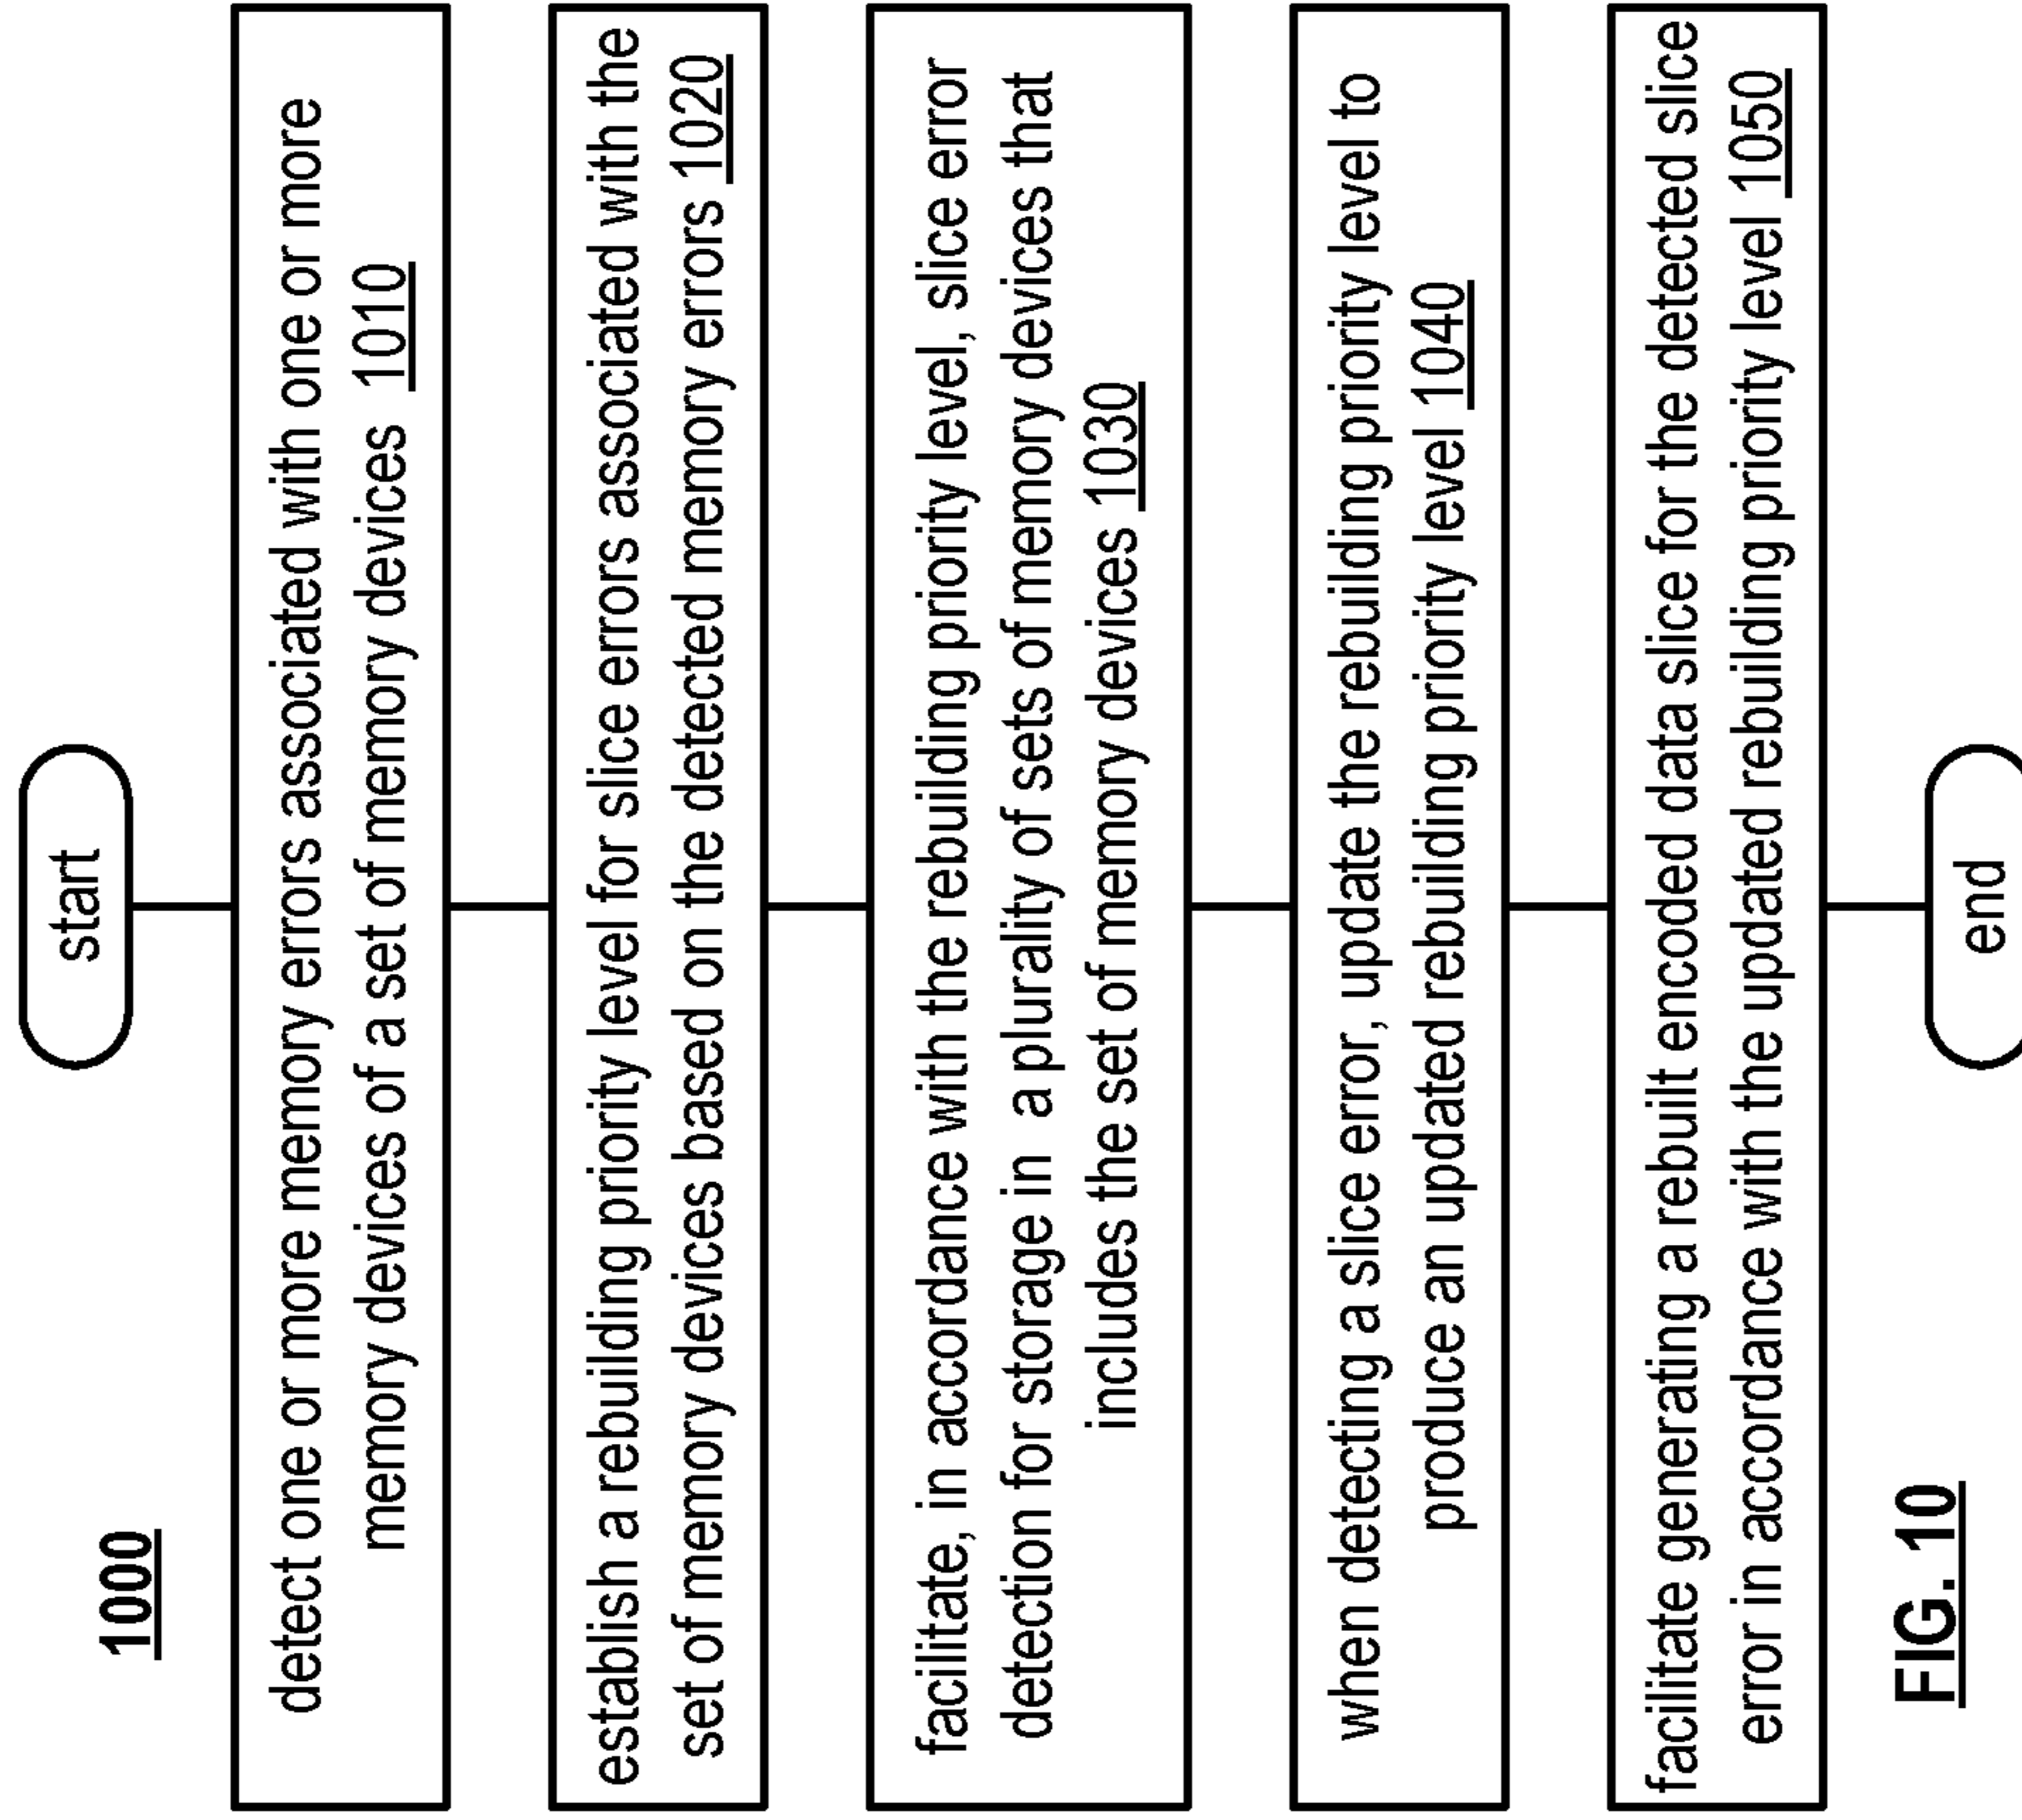 1000
start
detect one or more memory errors associated with one or more
memory devices of a set of memory devices 1010
establish a rebuilding priority level for slice errors associated with the
set of memory devices based on the detected memory errors 1020
facilitate, in accordance with the rebuilding priority level, slice error
detection for storage in a plurality of sets of memory devices that
includes the set of memory devices 1030
when detecting a slice error, update the rebuilding priority level to
produce an updated rebuilding priority level 1040
facilitate generating a rebuilt encoded data slice for the detected slice
error in accordance with the updated rebuilding priority level 1050
end
FIG. 10